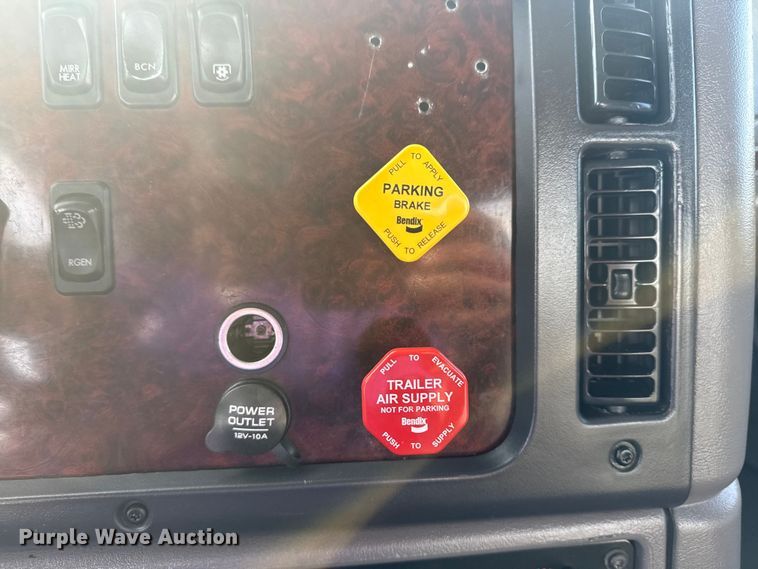 MIRR
HEAT
BCN
PULL TO APPLY
PARKING
BRAKE
Bendix
PUSH TO RELEASE
RGEN
PULL TO EVACUATE
TRAILER
AIR SUPPLY
NOT FOR PARKING
Bendix
PUSH TO SUPPLY
POWER
OUTLET
12V-10A
Purple Wave Auction